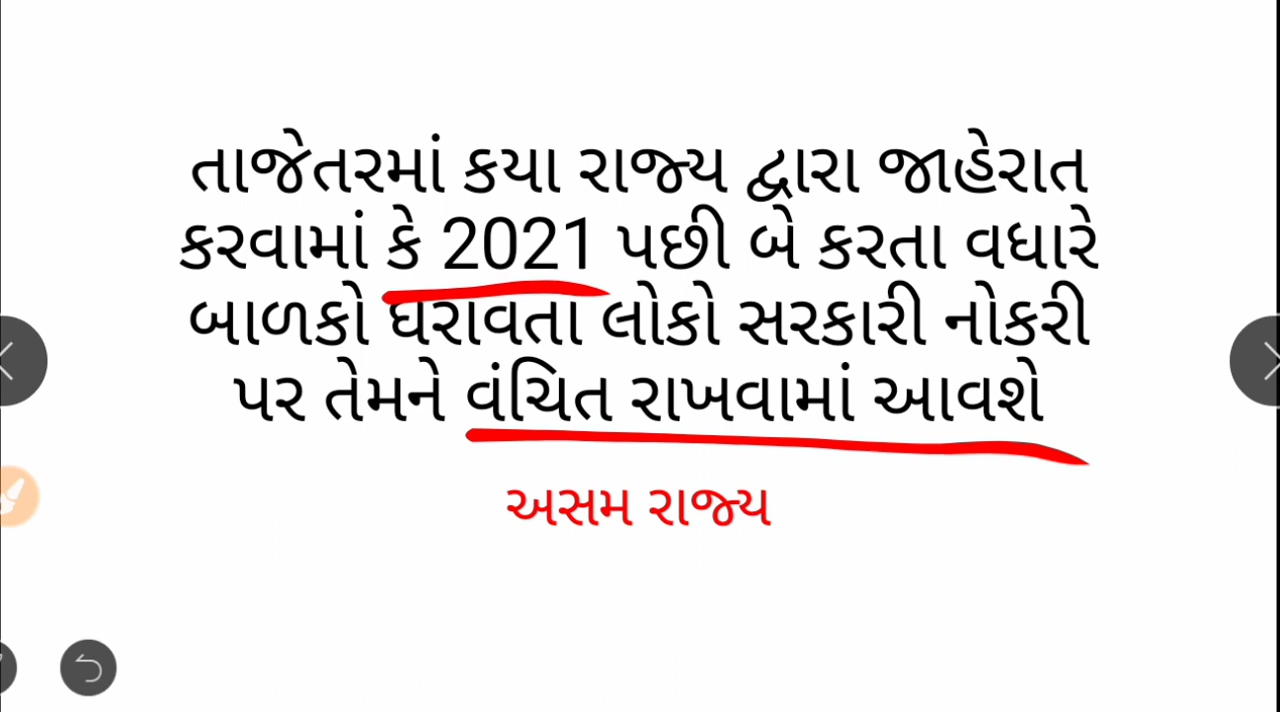 તાજેતરમાં કયા રાજ્ય દ્વારા જાહેરાત
કરવામાં કે 2021 પછી બે કરતા વધારે
બાળકો ધરાવતા લોકો સરકારી નોકરી
પર તેમને વંચિત રાખવામાં આવશે
અસમ રાજ્ય